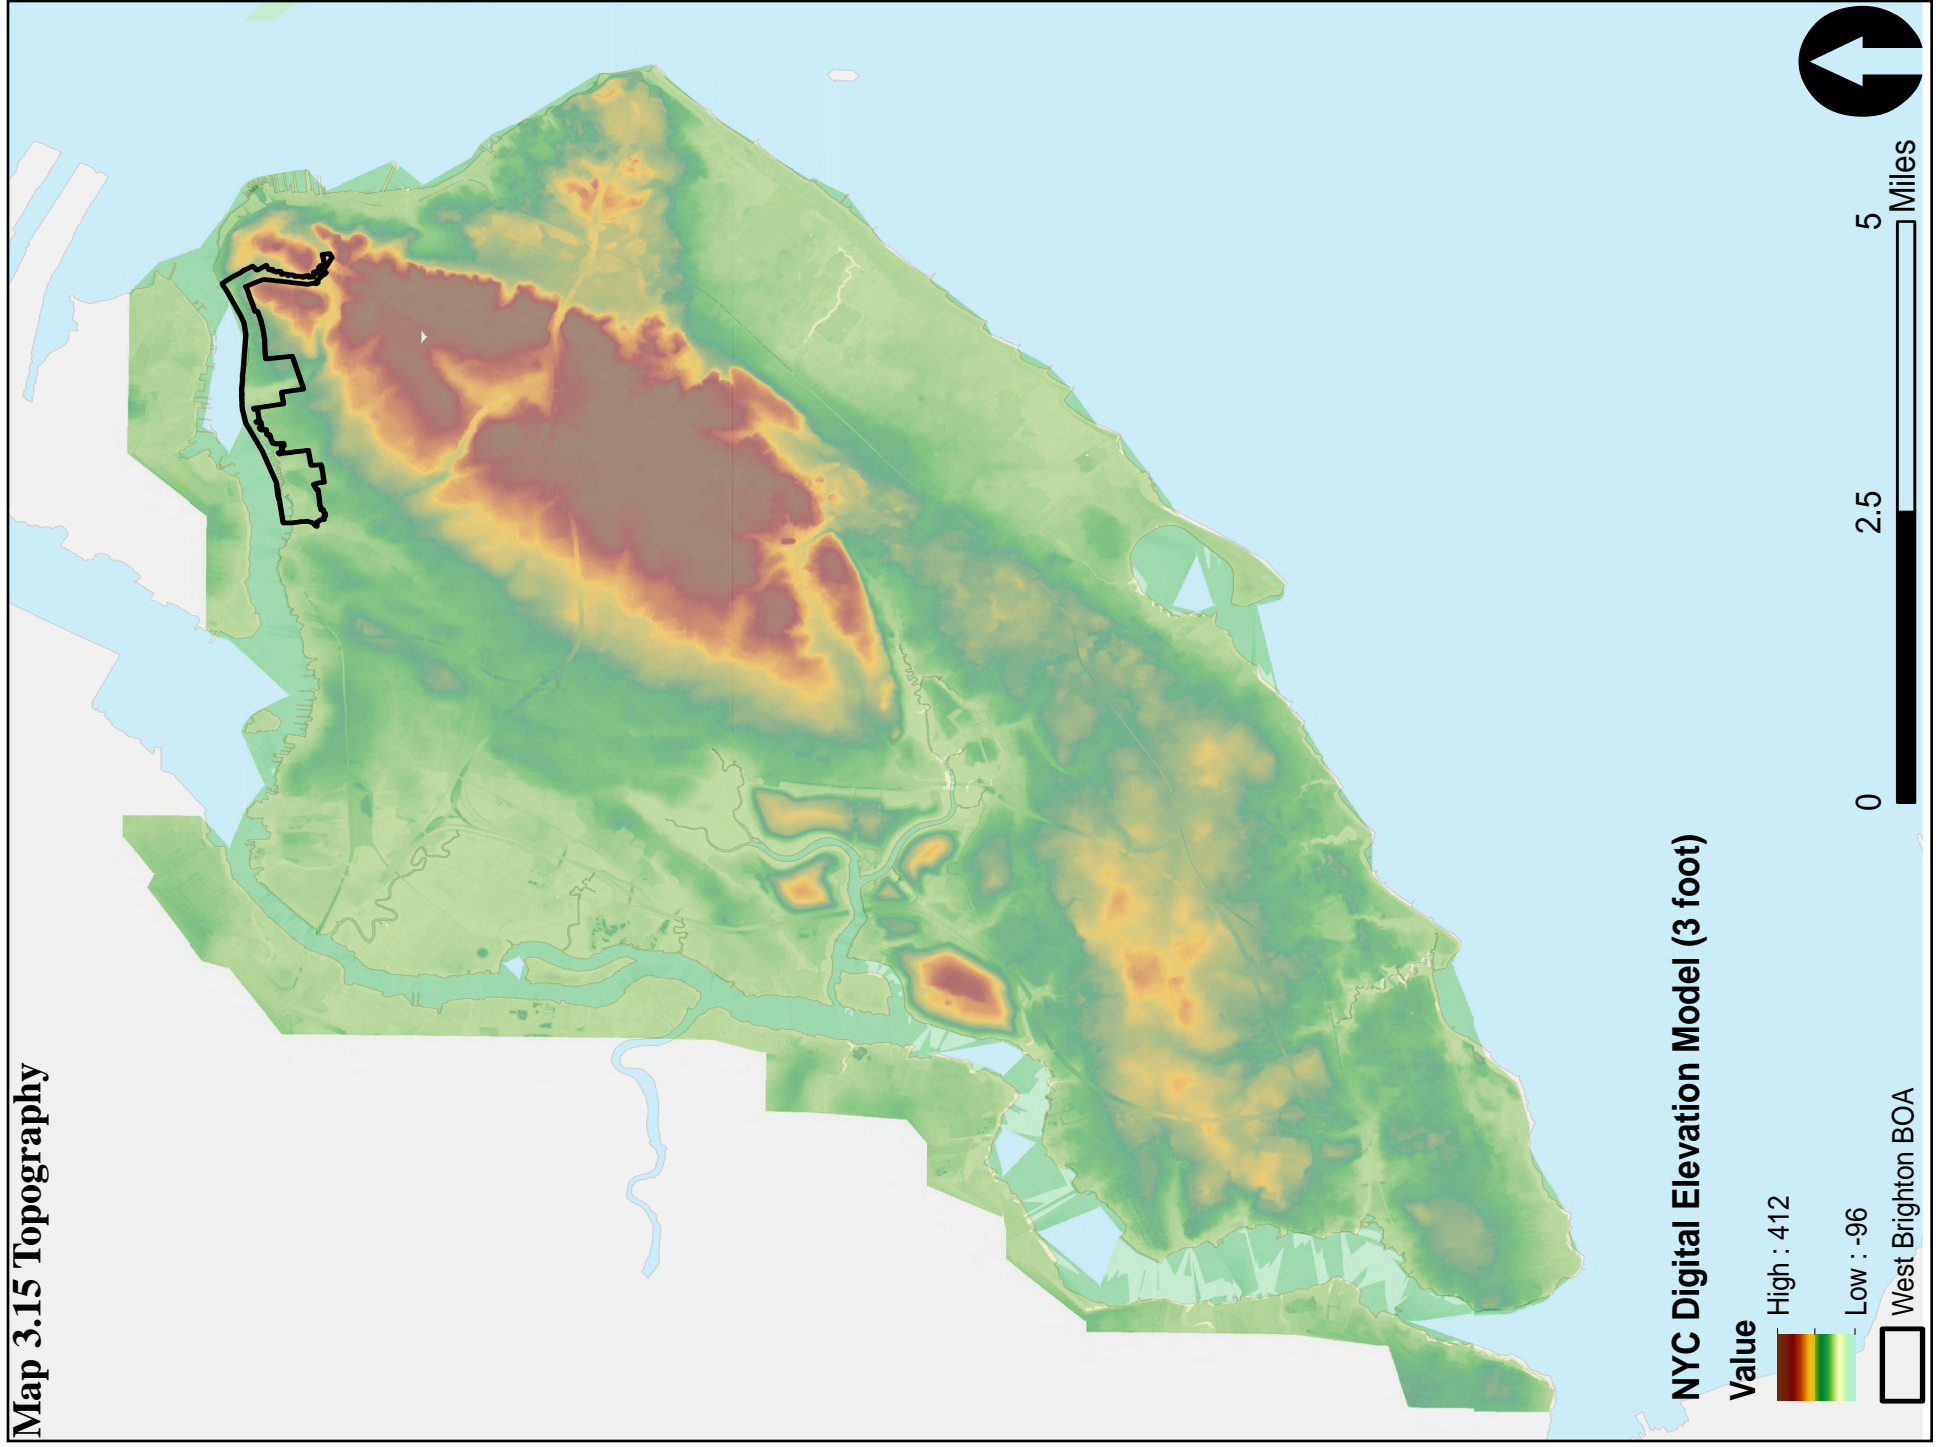 Map 3.15 Topography
NYC Digital Elevation Model (3 foot)
Value
High : 412
Low : -96
West Brighton BOA
0 2.5 5
Miles